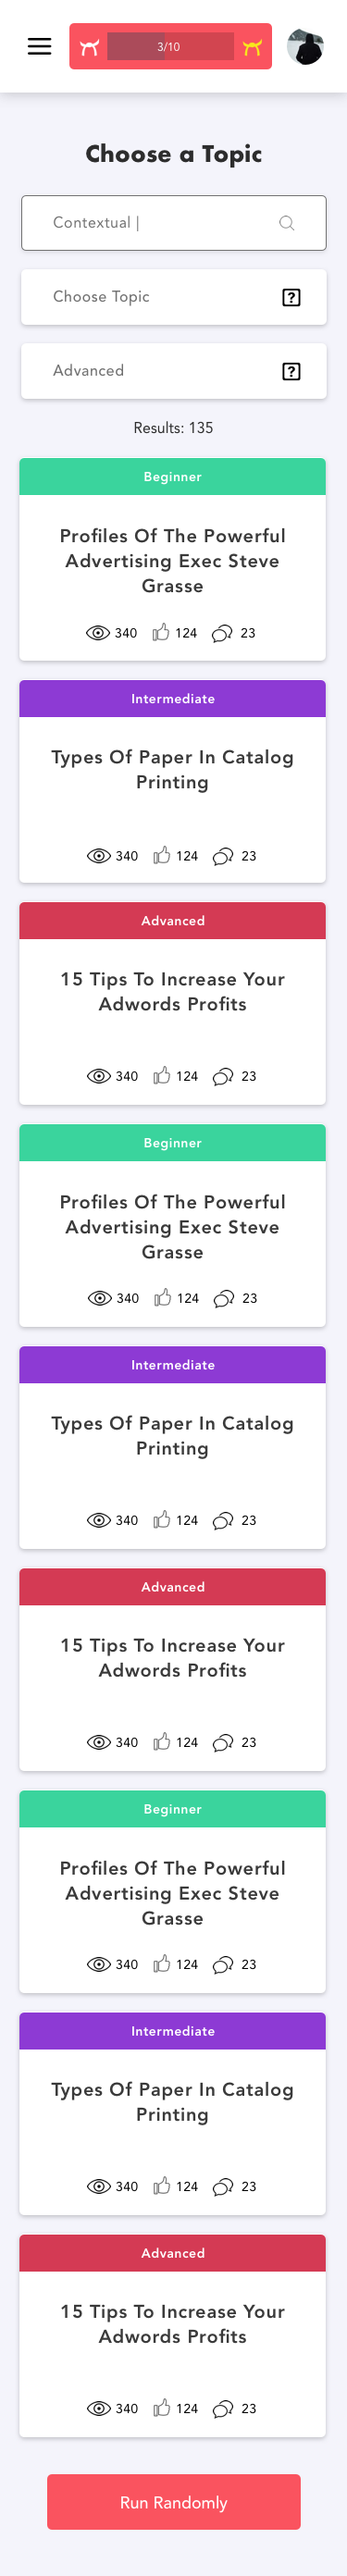 3/10
Choose a Topic
Contextual |
Choose Topic
?
Advanced
?
Results: 135
Beginner
Profiles Of The Powerful
Advertising Exec Steve
Grasse
340 124 23
Intermediate
Types Of Paper In Catalog
Printing
340 124 23
Advanced
15 Tips To Increase Your
Adwords Profits
340 124 23
Beginner
Profiles Of The Powerful
Advertising Exec Steve
Grasse
340 124 23
Intermediate
Types Of Paper In Catalog
Printing
340 124 23
Advanced
15 Tips To Increase Your
Adwords Profits
340 124 23
Beginner
Profiles Of The Powerful
Advertising Exec Steve
Grasse
340 124 23
Intermediate
Types Of Paper In Catalog
Printing
340 124 23
Advanced
15 Tips To Increase Your
Adwords Profits
340 124 23
Run Randomly